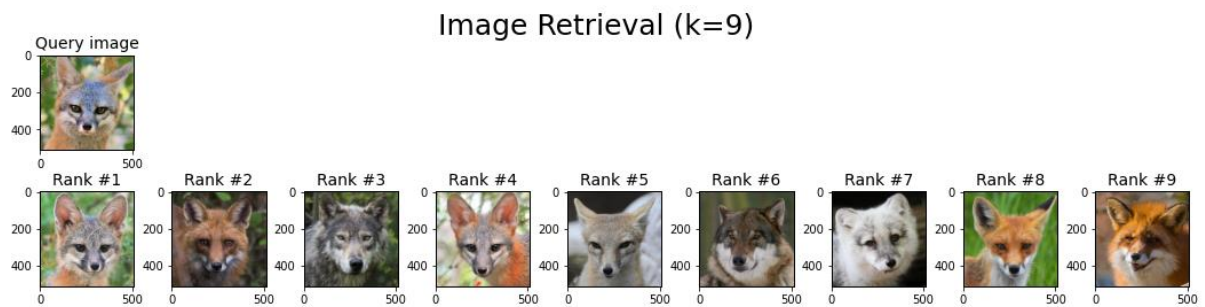 Image Retrieval (k=9)
Query image
0
200
400
0 500
Rank #1 Rank #2 Rank #3 Rank #4 Rank #5 Rank #6 Rank #7 Rank #8 Rank #9
0 0 0 0 0 0 0 0 0
200 200 200 200 200 200 200 200 200
400 400 400 400 400 400 400 400 400
0 500 0 500 0 500 0 500 0 500 0 500 0 500 0 500 0 500